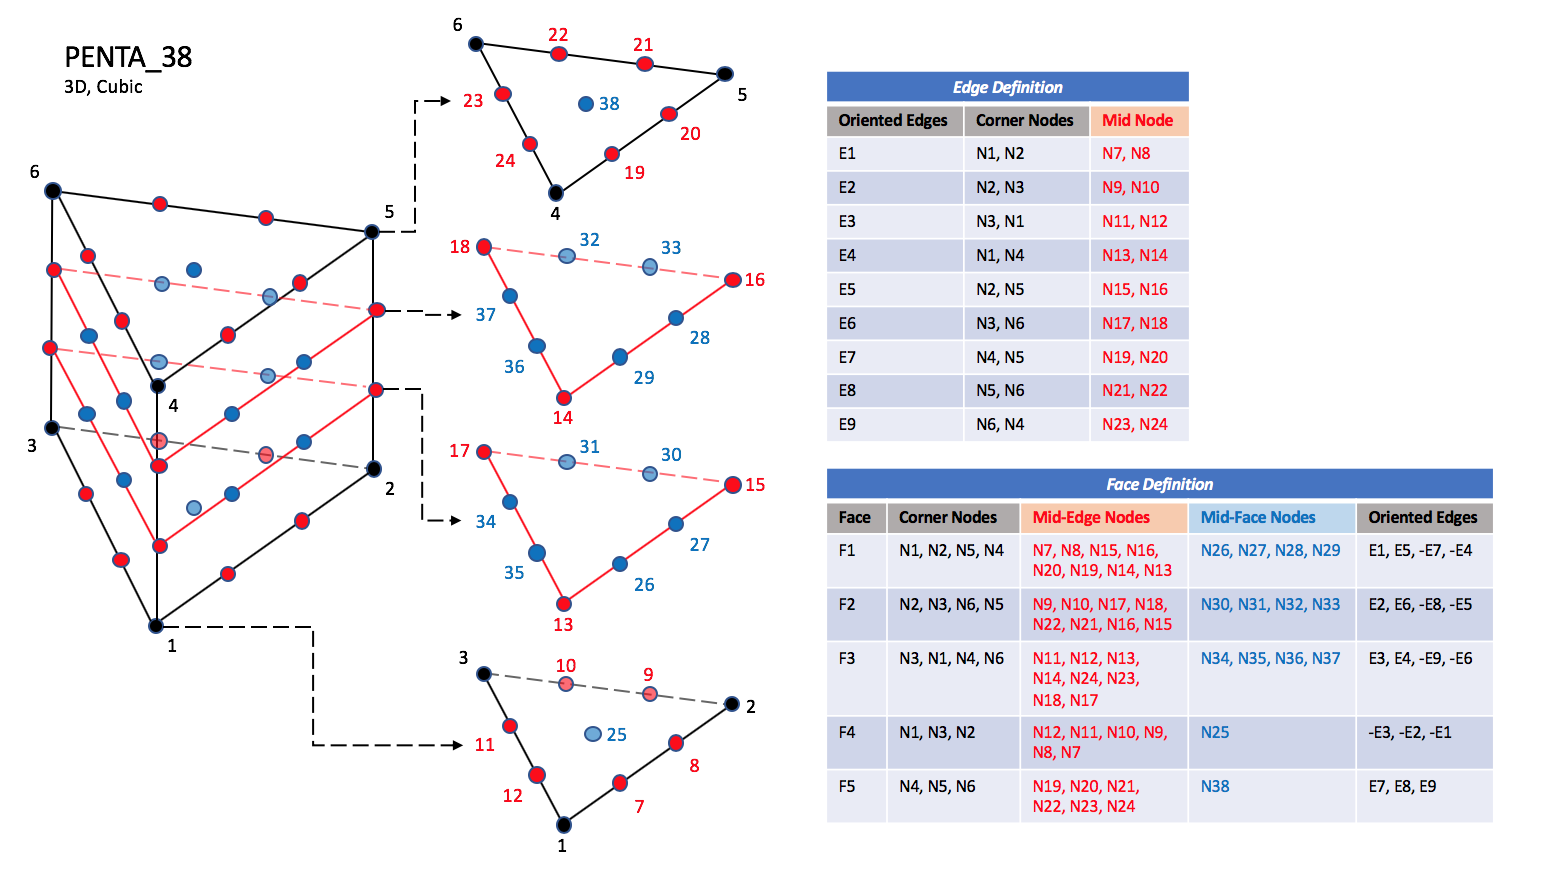 PENTA_38
3D, Cubic
6
5
4
3
2
1
6
22
21
5
23
38
20
24
19
4
18
32
33
16
37
28
36
29
14
17
31
30
15
34
27
35
26
13
3
10
9
2
11
25
8
12
7
1
Edge Definition
Oriented Edges Corner Nodes Mid Node
E1 N1, N2 N7, N8
E2 N2, N3 N9, N10
E3 N3, N1 N11, N12
E4 N1, N4 N13, N14
E5 N2, N5 N15, N16
E6 N3, N6 N17, N18
E7 N4, N5 N19, N20
E8 N5, N6 N21, N22
E9 N6, N4 N23, N24
Face Definition
Face Corner Nodes Mid-Edge Nodes Mid-Face Nodes Oriented Edges
F1 N1, N2, N5, N4 N7, N8, N15, N16, N26, N27, N28, N29 E1, E5, -E7, -E4
N20, N19, N14, N13
F2 N2, N3, N6, N5 N9, N10, N17, N18, N30, N31, N32, N33 E2, E6, -E8, -E5
N22, N21, N16, N15
F3 N3, N1, N4, N6 N11, N12, N13, N34, N35, N36, N37 E3, E4, -E9, -E6
N14, N24, N23,
N18, N17
F4 N1, N3, N2 N12, N11, N10, N9, N25 -E3, -E2, -E1
N8, N7
F5 N4, N5, N6 N19, N20, N21, N38 E7, E8, E9
N22, N23, N24